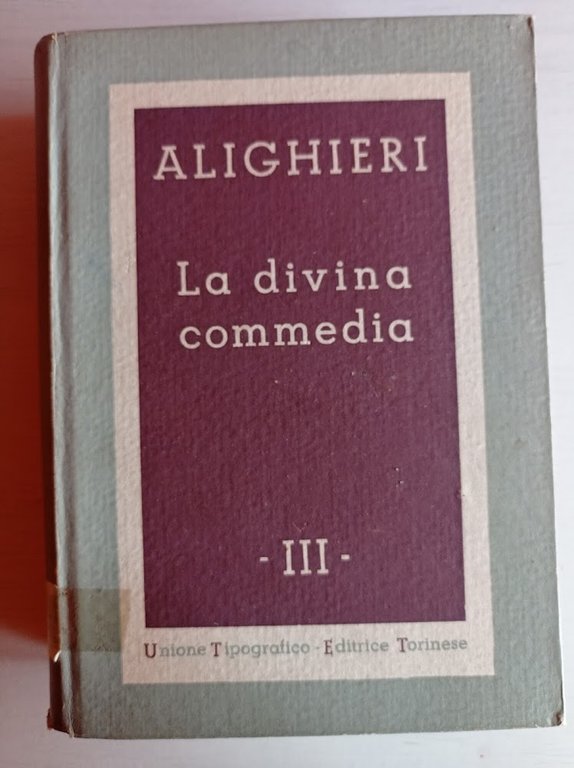 ALIGHIERI
La divina
commedia
- III -
Unione Tipografico - Editrice Torinese